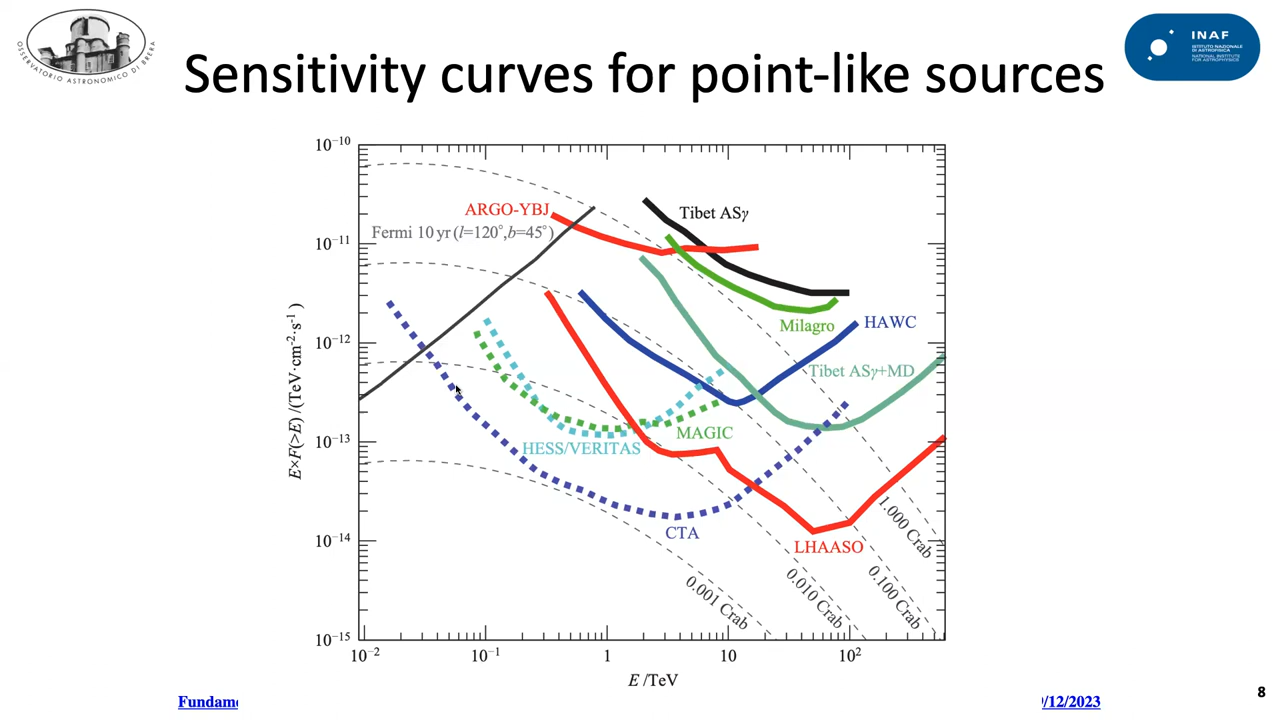 OSSERVATORIO ASTRONOMICO DI BRERA
INAF
ISTITUTO NAZIONALE
DI ASTROFISICA
NATIONAL INSTITUTE
FOR ASTROPHYSICS
Sensitivity curves for point-like sources
E×F(>E) /(TeV·cm⁻²·s⁻¹)
10⁻¹⁰
10⁻¹¹
10⁻¹²
10⁻¹³
10⁻¹⁴
10⁻¹⁵
ARGO-YBJ
Fermi 10 yr (l=120°,b=45°)
Tibet ASγ
Milagro
HAWC
Tibet ASγ+MD
MAGIC
HESS/VERITAS
CTA
LHAASO
1.000 Crab
0.100 Crab
0.010 Crab
0.001 Crab
10⁻² 10⁻¹ 1 10 10²
E /TeV
8
/12/2023